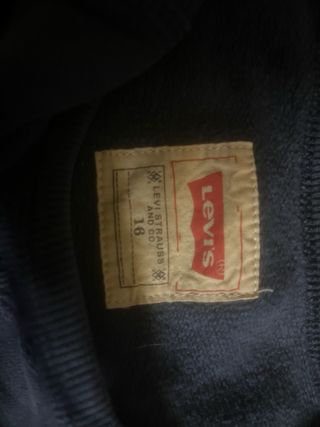 LEVI'S
LEVI STRAUSS
AND CO.
16